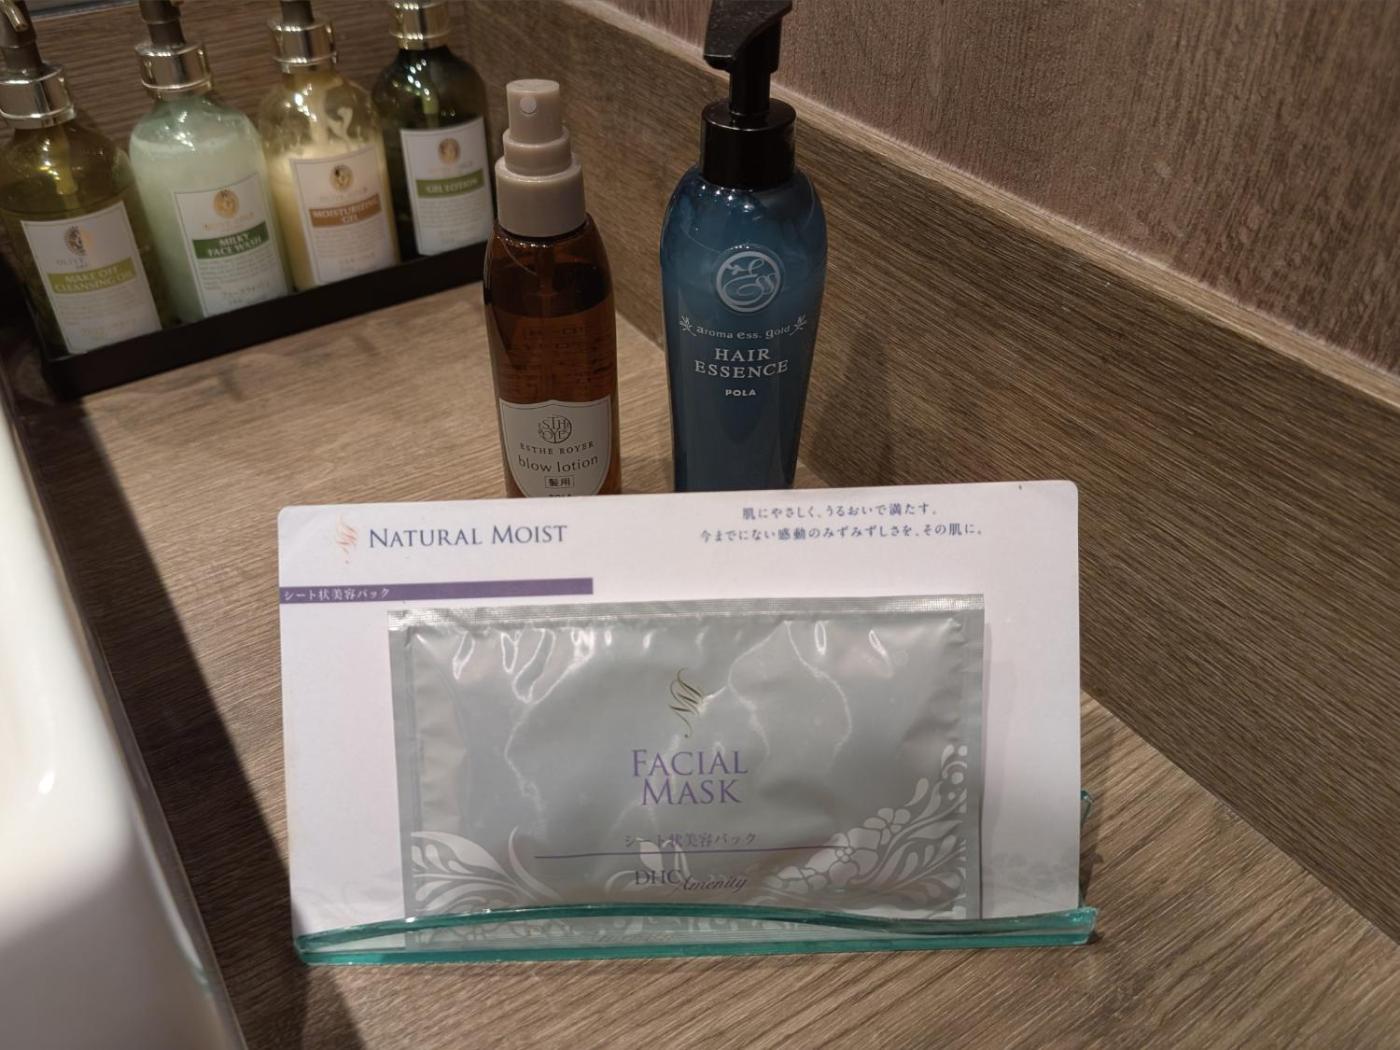 MAKE OFF
CLEANSING OIL
MILKY
FACE WASH
MOISTURIZING
GEL
GEL LOTION
ESTHE ROYER
blow lotion
髪用
aroma ess. gold
HAIR
ESSENCE
POLA
NATURAL MOIST
肌にやさしく、うるおいで満たす。
今までにない感動のみずみずしさを、その肌に。
シート状美容パック
FACIAL
MASK
シート状美容パック
DHC Amenity